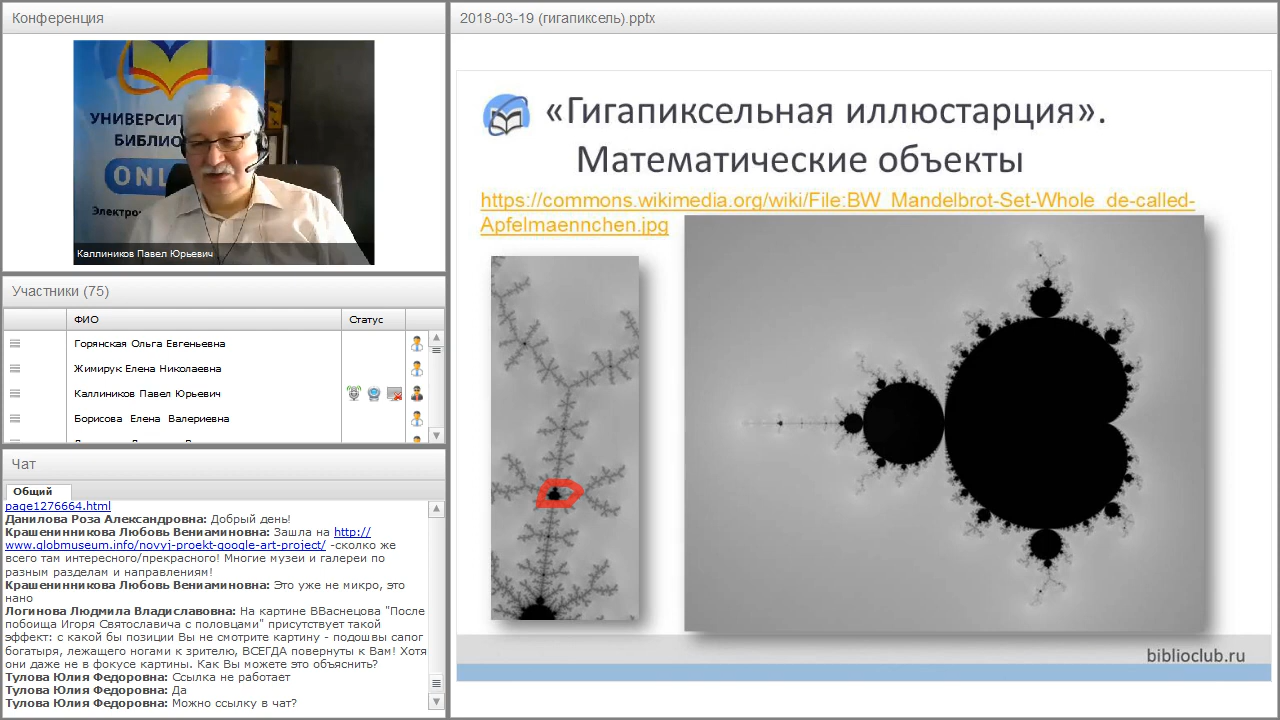 Конференция
УНИВЕРСИТ
БИБЛИО
ONL
Электро
Каллиников Павел Юрьевич
Участники (75)
ФИО Статус
Горянская Ольга Евгеньевна
Жимирук Елена Николаевна
Каллиников Павел Юрьевич
Борисова Елена Валериевна
Чат
Общий
page1276664.html
Данилова Роза Александровна: Добрый день!
Крашенинникова Любовь Вениаминовна: Зашла на http://
www.globmuseum.info/novyj-proekt-google-art-project/ -сколко же
всего там интересного/прекрасного! Многие музеи и галереи по
разным разделам и направлениям!
Крашенинникова Любовь Вениаминовна: Это уже не микро, это
нано
Логинова Людмила Владиславовна: На картине ВВаснецова "После
побоища Игоря Святославича с половцами" присутствует такой
эффект: с какой бы позиции Вы не смотрите картину - подошвы сапог
богатыря, лежащего ногами к зрителю, ВСЕГДА повернуты к Вам! Хотя
они даже не в фокусе картины. Как Вы можете это объяснить?
Тулова Юлия Федоровна: Ссылка не работает
Тулова Юлия Федоровна: Да
Тулова Юлия Федоровна: Можно ссылку в чат?
2018-03-19 (гигапиксель).pptx
«Гигапиксельная иллюстарция».
Математические объекты
https://commons.wikimedia.org/wiki/File:BW_Mandelbrot-Set-Whole_de-called-
Apfelmaennchen.jpg
biblioclub.ru